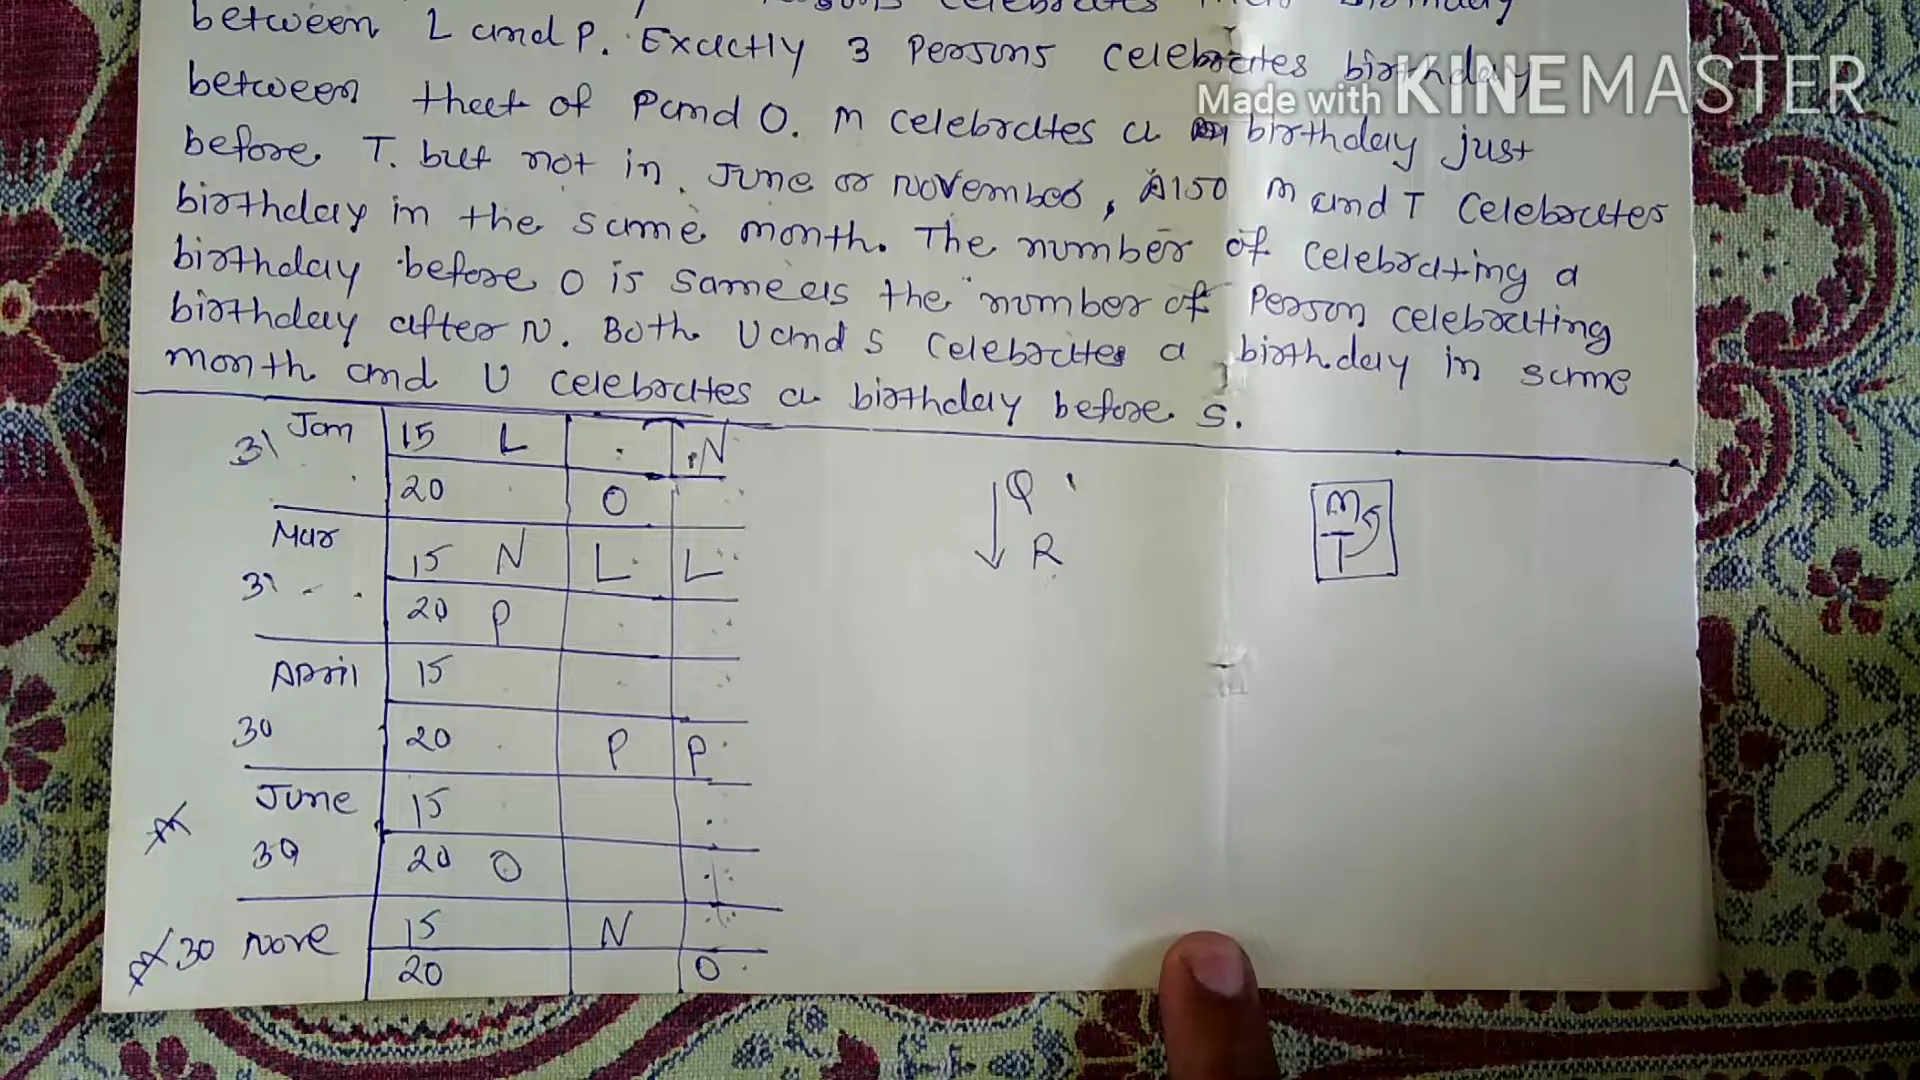 celebrates their birthday
between L and P. Exactly 3 Persons celebrates birthday
Made with KINEMASTER
between that of P and O. M celebrates a birthday just
before T. but not in June or November, Also M and T celebrates
birthday in the same month. The number of celebrating a
birthday before O is same as the number of Person celebrating
birthday after N. Both U and S celebrates a birthday in same
month and U celebrates a birthday before S.
31 Jan 15 L N
20 O
Mar 15 N L L
31 20 P
April 15
30 20 P P
June 15
30 20 O
30 Nove 15 N
20 O
Q
R
M
T